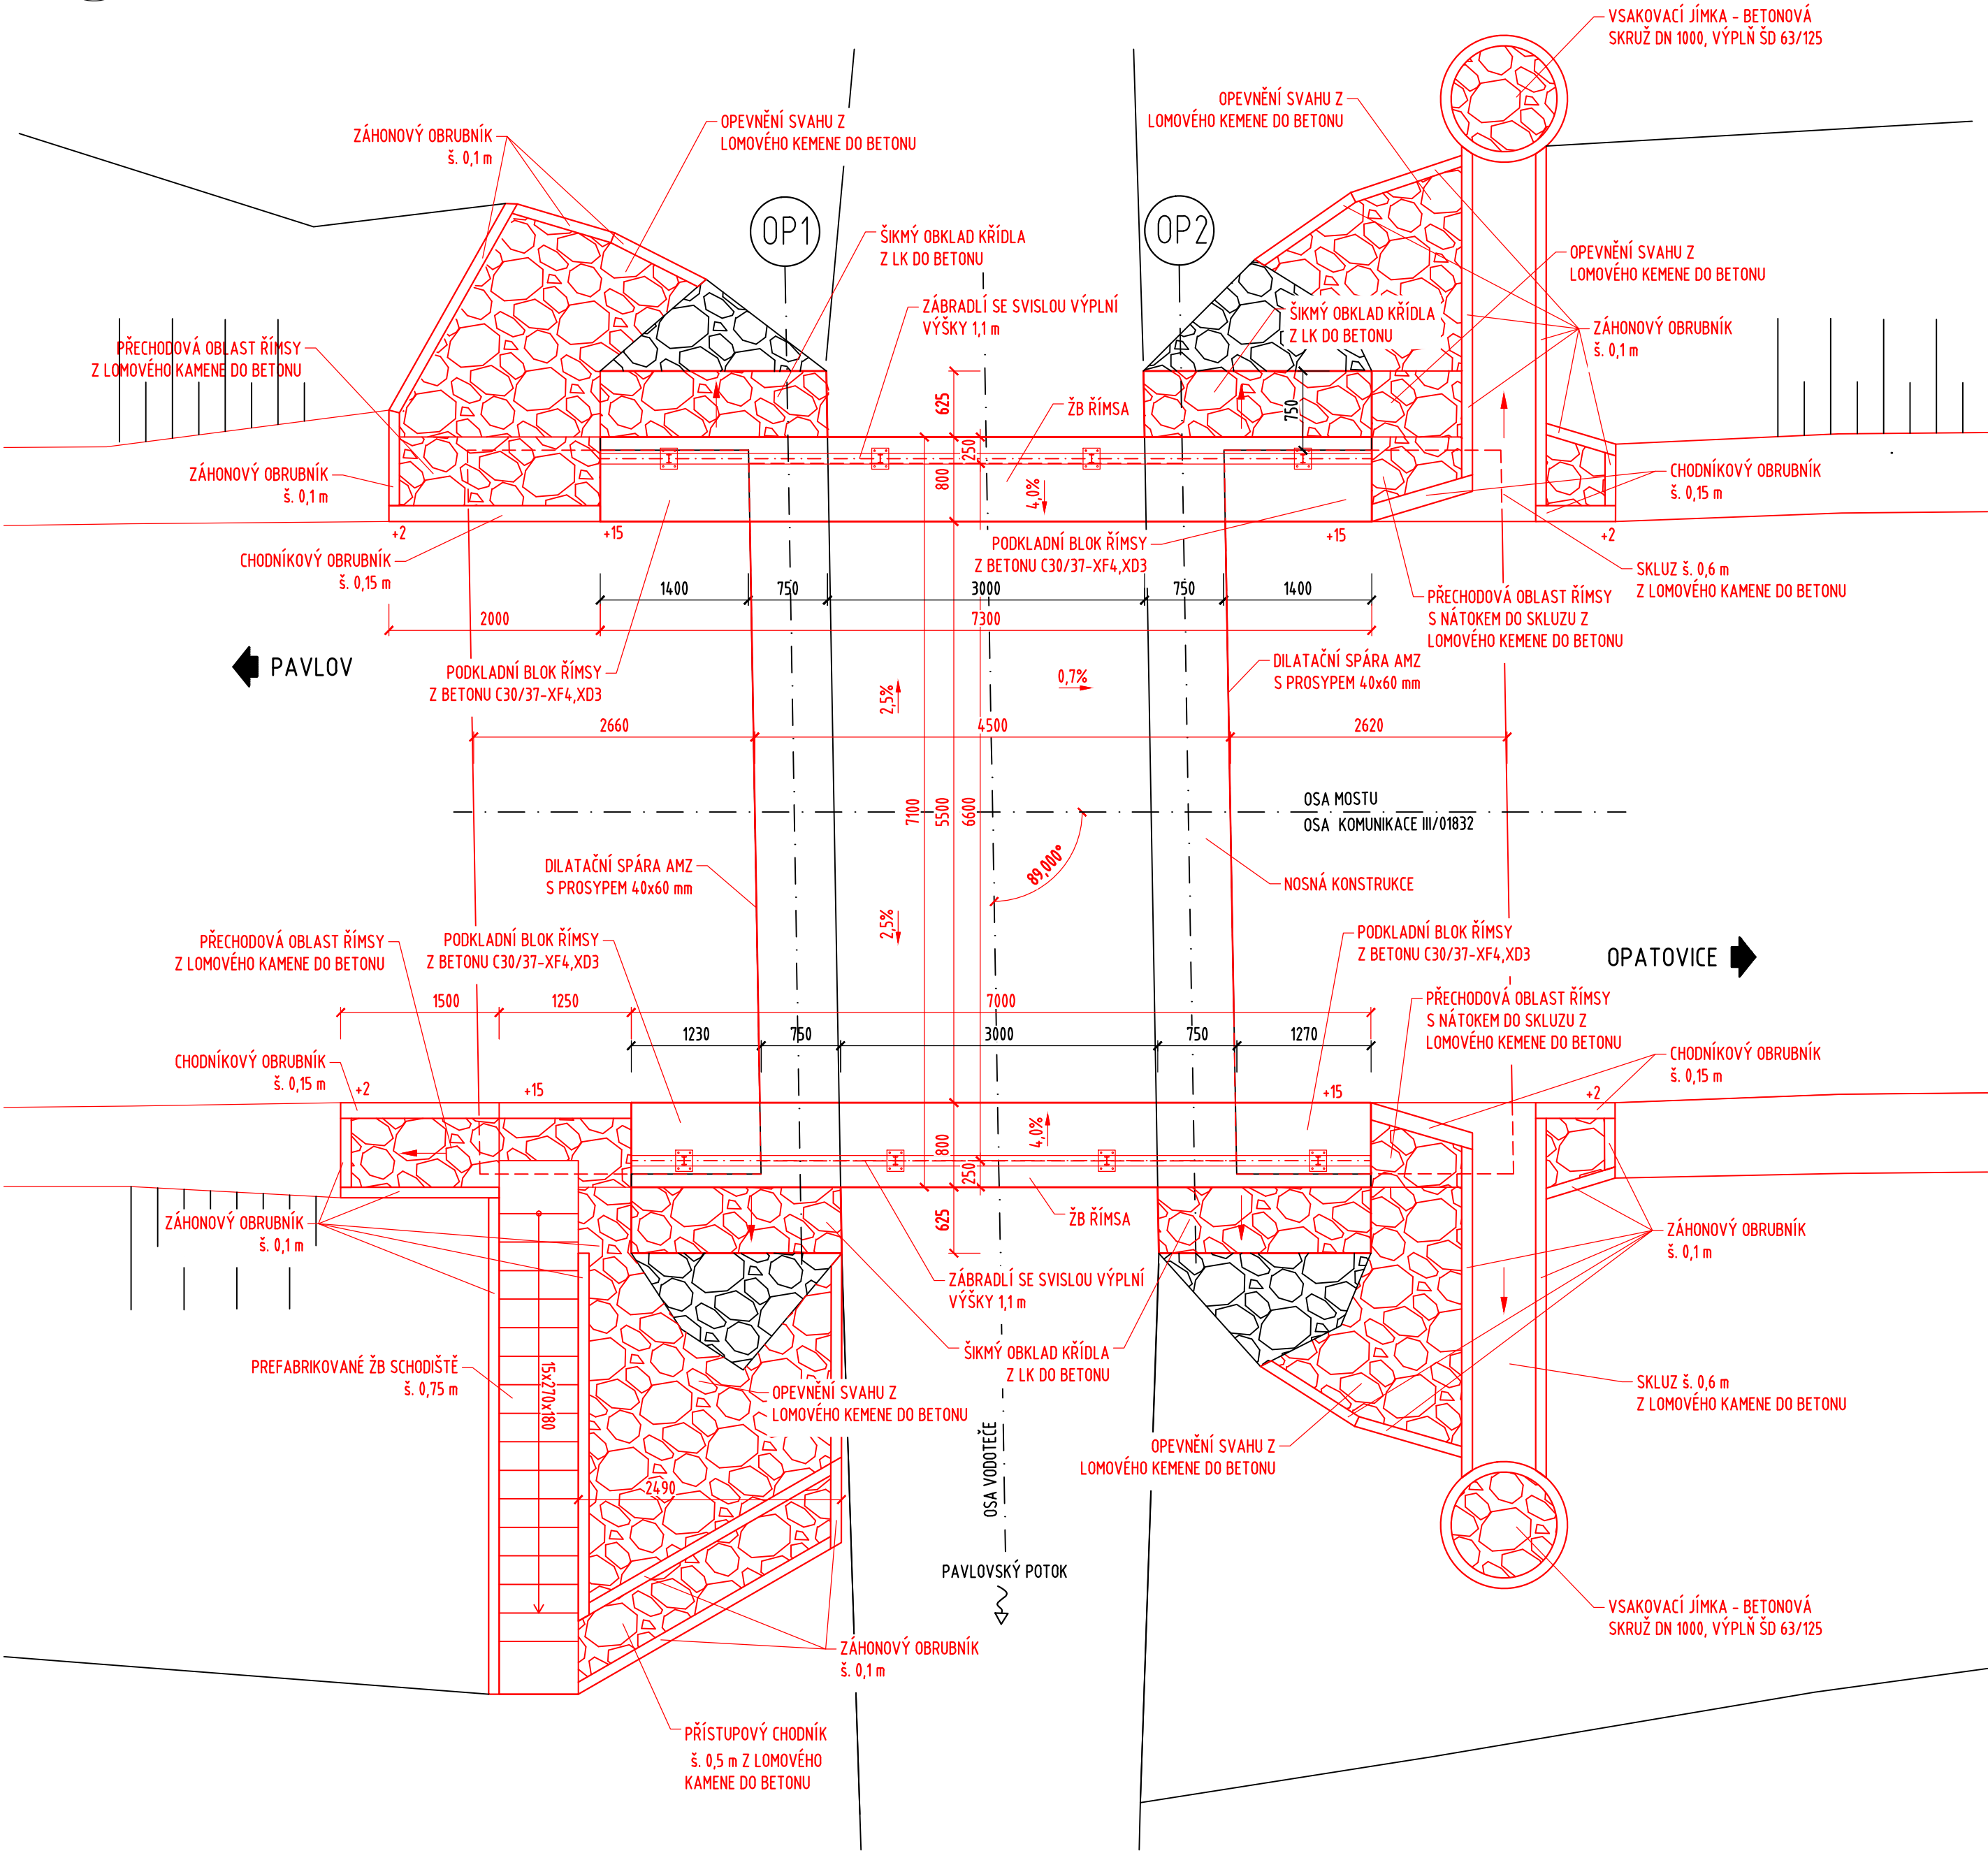 VSAKOVACÍ JÍMKA - BETONOVÁ
SKRUŽ DN 1000, VÝPLŇ ŠD 63/125
OPEVNĚNÍ SVAHU Z
LOMOVÉHO KEMENE DO BETONU
ZÁHONOVÝ OBRUBNÍK
š. 0,1 m
OPEVNĚNÍ SVAHU Z
LOMOVÉHO KEMENE DO BETONU
OP1
OP2
ŠIKMÝ OBKLAD KŘÍDLA
Z LK DO BETONU
OPEVNĚNÍ SVAHU Z
LOMOVÉHO KEMENE DO BETONU
ZÁBRADLÍ SE SVISLOU VÝPLNÍ
VÝŠKY 1,1 m
ŠIKMÝ OBKLAD KŘÍDLA
Z LK DO BETONU
ZÁHONOVÝ OBRUBNÍK
š. 0,1 m
PŘECHODOVÁ OBLAST ŘÍMSY
Z LOMOVÉHO KAMENE DO BETONU
625
750
ŽB ŘÍMSA
250
800
4,0%
ZÁHONOVÝ OBRUBNÍK
š. 0,1 m
CHODNÍKOVÝ OBRUBNÍK
š. 0,15 m
+2
+15
+15
+2
PODKLADNÍ BLOK ŘÍMSY
Z BETONU C30/37-XF4,XD3
CHODNÍKOVÝ OBRUBNÍK
š. 0,15 m
SKLUZ š. 0,6 m
Z LOMOVÉHO KAMENE DO BETONU
1400
750
3000
750
1400
PŘECHODOVÁ OBLAST ŘÍMSY
S NÁTOKEM DO SKLUZU Z
LOMOVÉHO KEMENE DO BETONU
2000
7300
PAVLOV
PODKLADNÍ BLOK ŘÍMSY
Z BETONU C30/37-XF4,XD3
2,5%
0,7%
DILATAČNÍ SPÁRA AMZ
S PROSYPEM 40x60 mm
2660
4500
2620
7100
5500
6600
OSA MOSTU
OSA KOMUNIKACE III/01832
89,000°
DILATAČNÍ SPÁRA AMZ
S PROSYPEM 40x60 mm
NOSNÁ KONSTRUKCE
2,5%
PŘECHODOVÁ OBLAST ŘÍMSY
Z LOMOVÉHO KAMENE DO BETONU
PODKLADNÍ BLOK ŘÍMSY
Z BETONU C30/37-XF4,XD3
PODKLADNÍ BLOK ŘÍMSY
Z BETONU C30/37-XF4,XD3
OPATOVICE
1500
1250
7000
PŘECHODOVÁ OBLAST ŘÍMSY
S NÁTOKEM DO SKLUZU Z
LOMOVÉHO KEMENE DO BETONU
1230
750
3000
750
1270
CHODNÍKOVÝ OBRUBNÍK
š. 0,15 m
CHODNÍKOVÝ OBRUBNÍK
š. 0,15 m
+2
+15
+15
+2
800
4,0%
250
625
ŽB ŘÍMSA
ZÁHONOVÝ OBRUBNÍK
š. 0,1 m
ZÁHONOVÝ OBRUBNÍK
š. 0,1 m
ZÁBRADLÍ SE SVISLOU VÝPLNÍ
VÝŠKY 1,1 m
ŠIKMÝ OBKLAD KŘÍDLA
Z LK DO BETONU
PREFABRIKOVANÉ ŽB SCHODIŠTĚ
š. 0,75 m
15x270x180
OPEVNĚNÍ SVAHU Z
LOMOVÉHO KEMENE DO BETONU
SKLUZ š. 0,6 m
Z LOMOVÉHO KAMENE DO BETONU
OPEVNĚNÍ SVAHU Z
LOMOVÉHO KEMENE DO BETONU
OSA VODOTEČE
2490
PAVLOVSKÝ POTOK
VSAKOVACÍ JÍMKA - BETONOVÁ
SKRUŽ DN 1000, VÝPLŇ ŠD 63/125
ZÁHONOVÝ OBRUBNÍK
š. 0,1 m
PŘÍSTUPOVÝ CHODNÍK
š. 0,5 m Z LOMOVÉHO
KAMENE DO BETONU